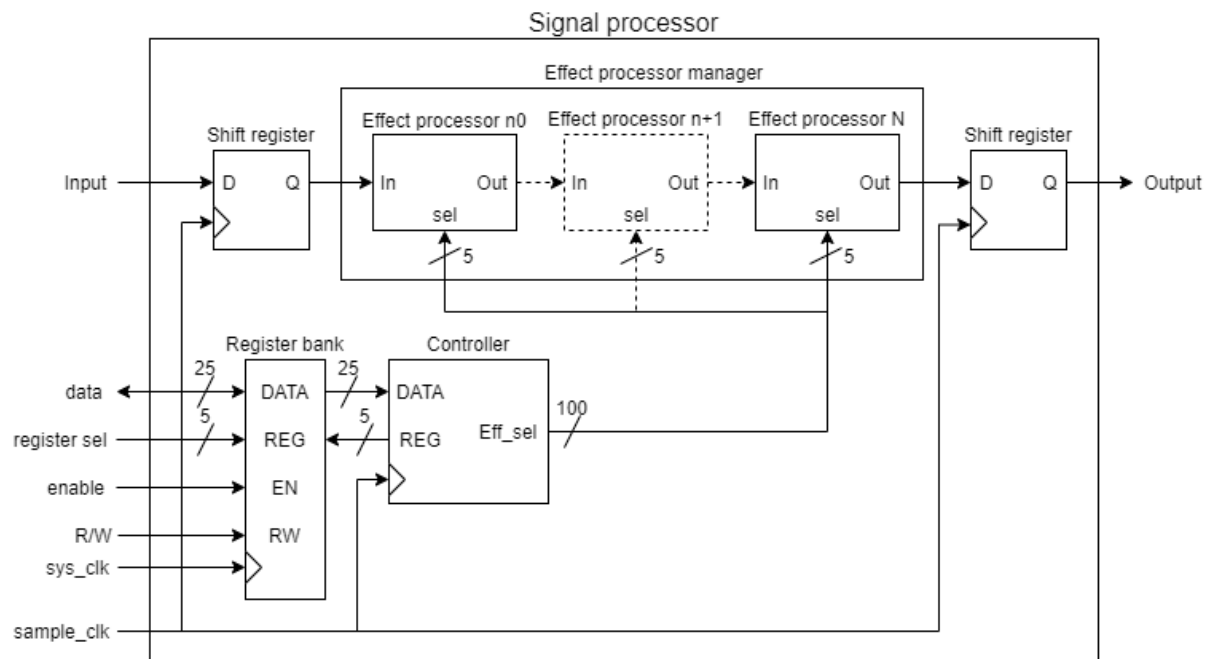 Signal processor
Effect processor manager
Effect processor n0
Effect processor n+1
Effect processor N
Shift register
Shift register
Input
D
Q
In
Out
In
Out
In
Out
D
Q
Output
sel
sel
sel
5
5
5
Register bank
Controller
data
25
DATA
25
DATA
register sel
5
REG
5
REG
Eff_sel
100
enable
EN
R/W
RW
sys_clk
sample_clk